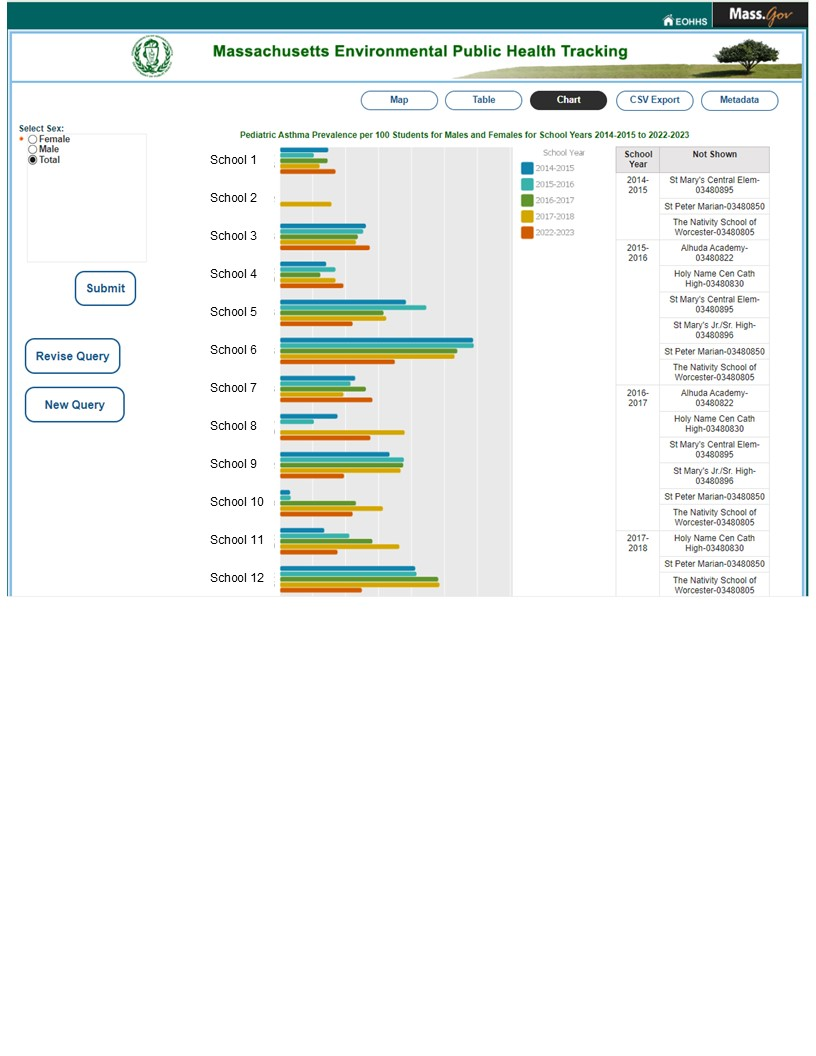 EOHHS
Mass.Gov
Massachusetts Environmental Public Health Tracking
Map
Table
Chart
CSV Export
Metadata
Select Sex:
Female
Male
Total
Submit
Revise Query
New Query
Pediatric Asthma Prevalence per 100 Students for Males and Females for School Years 2014-2015 to 2022-2023
School 1
School 2
School 3
School 4
School 5
School 6
School 7
School 8
School 9
School 10
School 11
School 12
School Year
2014-2015
2015-2016
2016-2017
2017-2018
2022-2023
School
Year
Not Shown
2014-
2015
St Mary's Central Elem-
03480895
St Peter Marian-03480850
The Nativity School of
Worcester-03480805
2015-
2016
Alhuda Academy-
03480822
Holy Name Cen Cath
High-03480830
St Mary's Central Elem-
03480895
St Mary's Jr./Sr. High-
03480896
St Peter Marian-03480850
The Nativity School of
Worcester-03480805
2016-
2017
Alhuda Academy-
03480822
Holy Name Cen Cath
High-03480830
St Mary's Central Elem-
03480895
St Mary's Jr./Sr. High-
03480896
St Peter Marian-03480850
The Nativity School of
Worcester-03480805
2017-
2018
Holy Name Cen Cath
High-03480830
St Peter Marian-03480850
The Nativity School of
Worcester-03480805